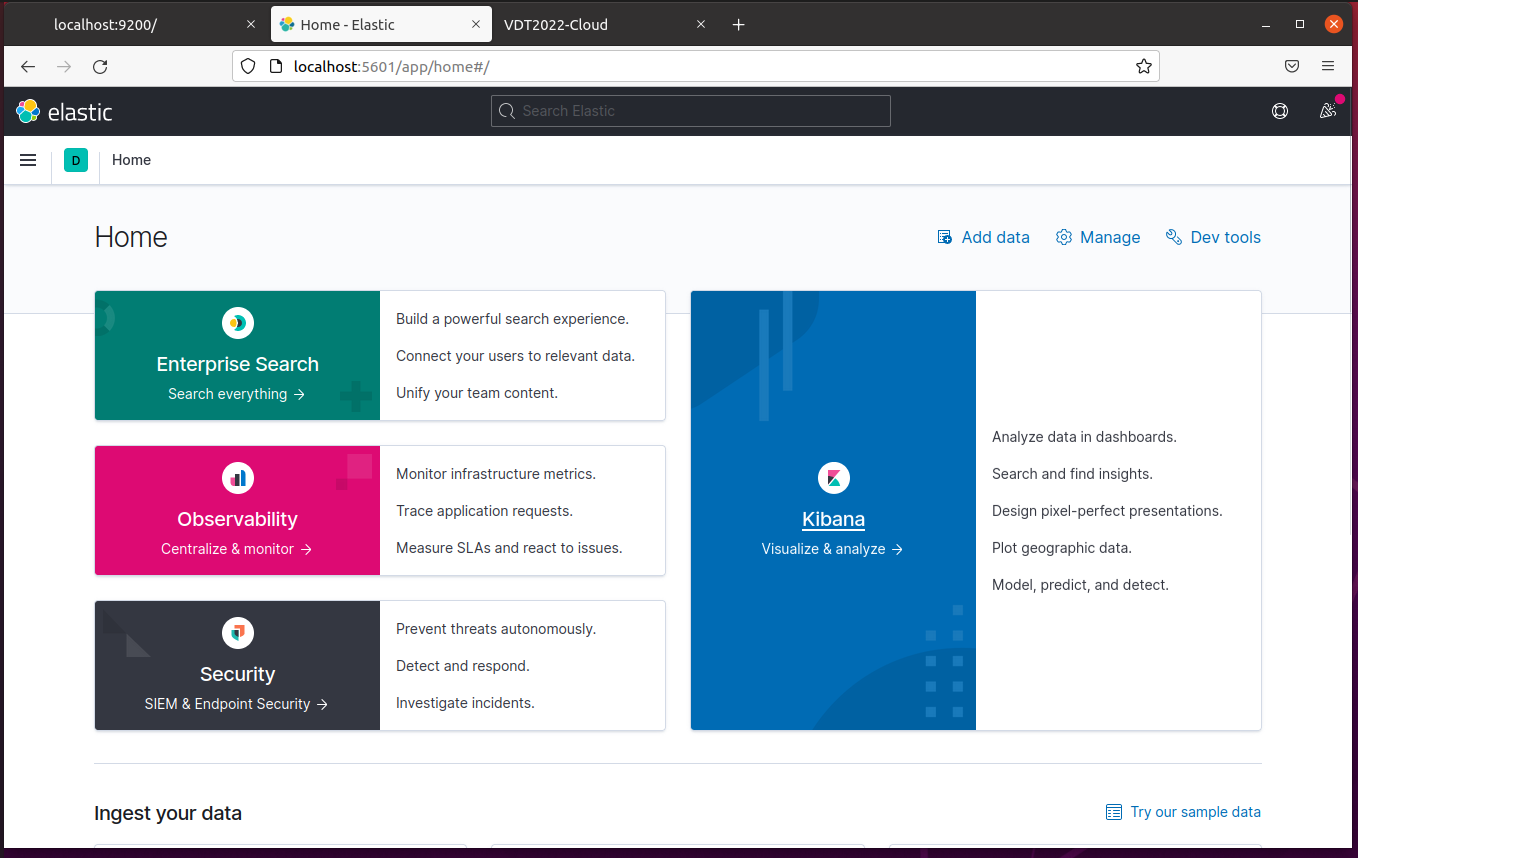 localhost:9200/
Home - Elastic
VDT2022-Cloud
localhost:5601/app/home#/
elastic
Search Elastic
D
Home
Home
Add data
Manage
Dev tools
Enterprise Search
Search everything →
Build a powerful search experience.
Connect your users to relevant data.
Unify your team content.
Observability
Centralize & monitor →
Monitor infrastructure metrics.
Trace application requests.
Measure SLAs and react to issues.
Security
SIEM & Endpoint Security →
Prevent threats autonomously.
Detect and respond.
Investigate incidents.
Kibana
Visualize & analyze →
Analyze data in dashboards.
Search and find insights.
Design pixel-perfect presentations.
Plot geographic data.
Model, predict, and detect.
Ingest your data
Try our sample data